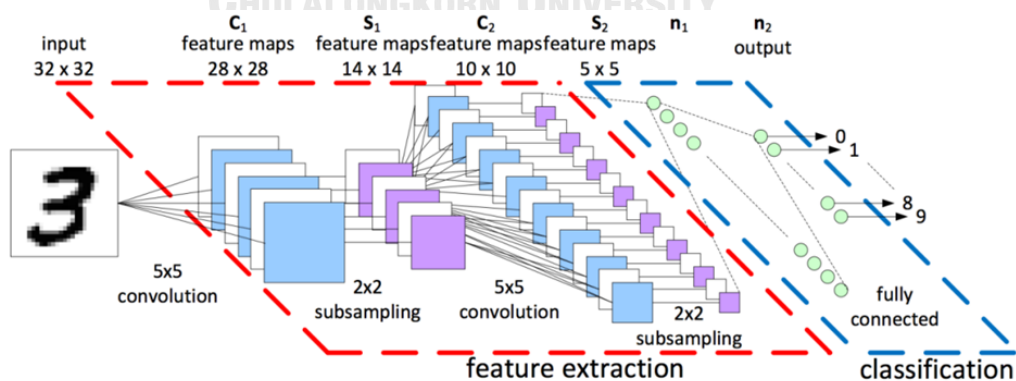 CHULALONGKORN UNIVERSITY
C₁ S₁ C₂ S₂ n₁ n₂
input feature maps feature maps feature maps feature maps output
32 x 32 28 x 28 14 x 14 10 x 10 5 x 5
3
0
1
8
9
5x5
convolution
2x2
subsampling
5x5
convolution
2x2
subsampling
fully
connected
feature extraction
classification